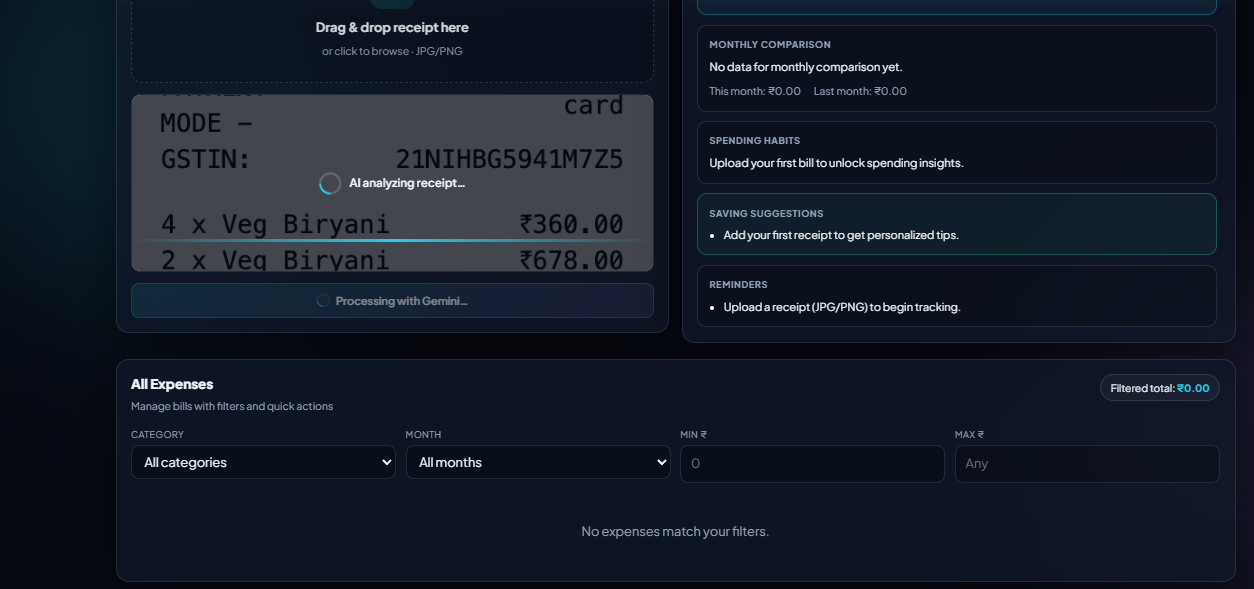 Drag & drop receipt here
or click to browse · JPG/PNG
card
MODE –
GSTIN: 21NIHBG5941M7Z5
AI analyzing receipt...
4 x Veg Biryani ₹360.00
2 x Veg Biryani ₹678.00
Processing with Gemini...
MONTHLY COMPARISON
No data for monthly comparison yet.
This month: ₹0.00 Last month: ₹0.00
SPENDING HABITS
Upload your first bill to unlock spending insights.
SAVING SUGGESTIONS
• Add your first receipt to get personalized tips.
REMINDERS
• Upload a receipt (JPG/PNG) to begin tracking.
All Expenses
Filtered total: ₹0.00
Manage bills with filters and quick actions
CATEGORY MONTH MIN ₹ MAX ₹
All categories All months 0 Any
No expenses match your filters.